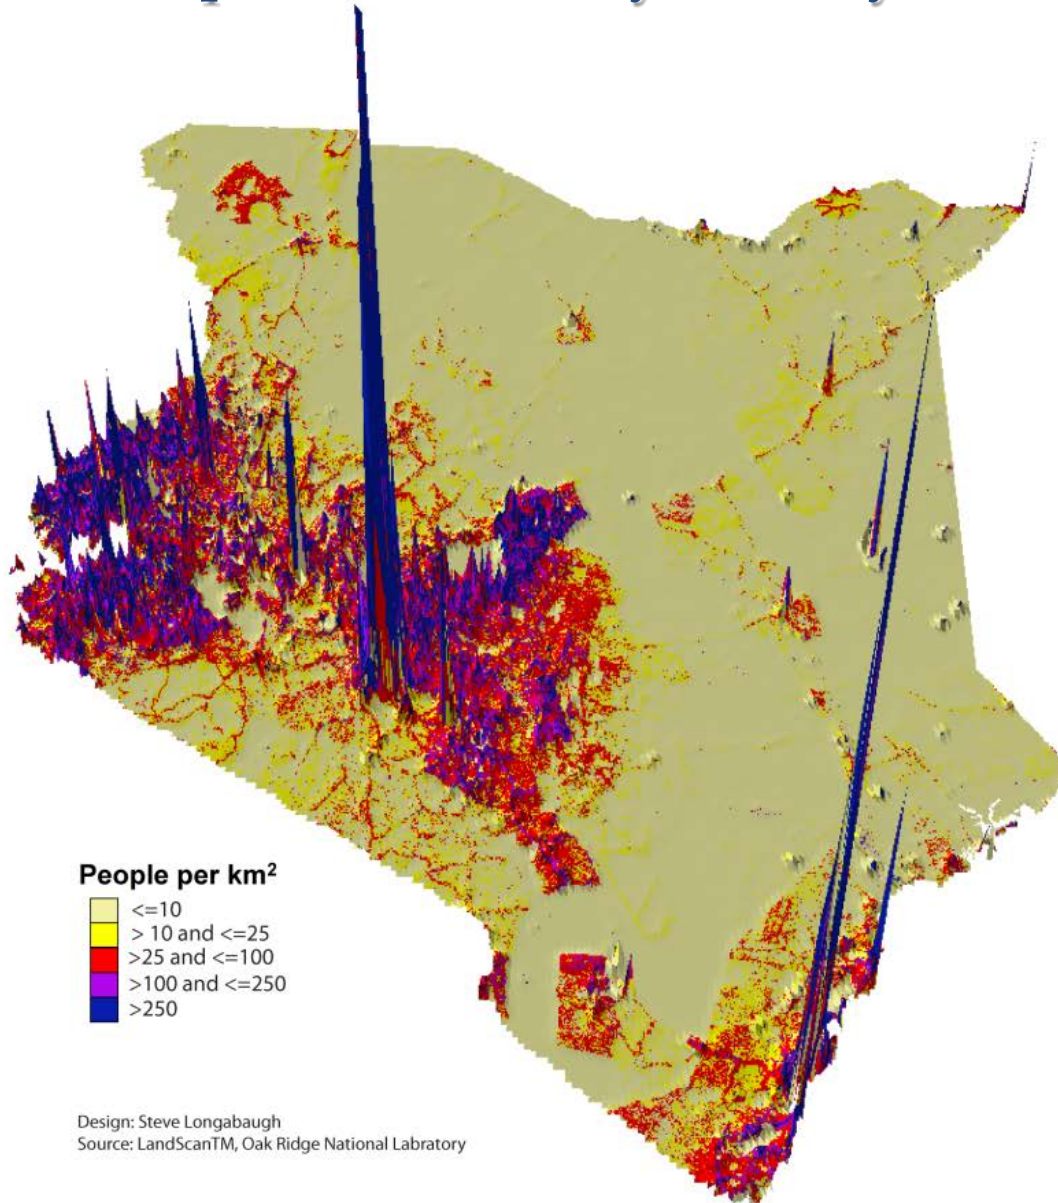 People per km²
<=10
> 10 and <=25
>25 and <=100
>100 and <=250
>250
Design: Steve Longabaugh
Source: LandScanTM, Oak Ridge National Labratory